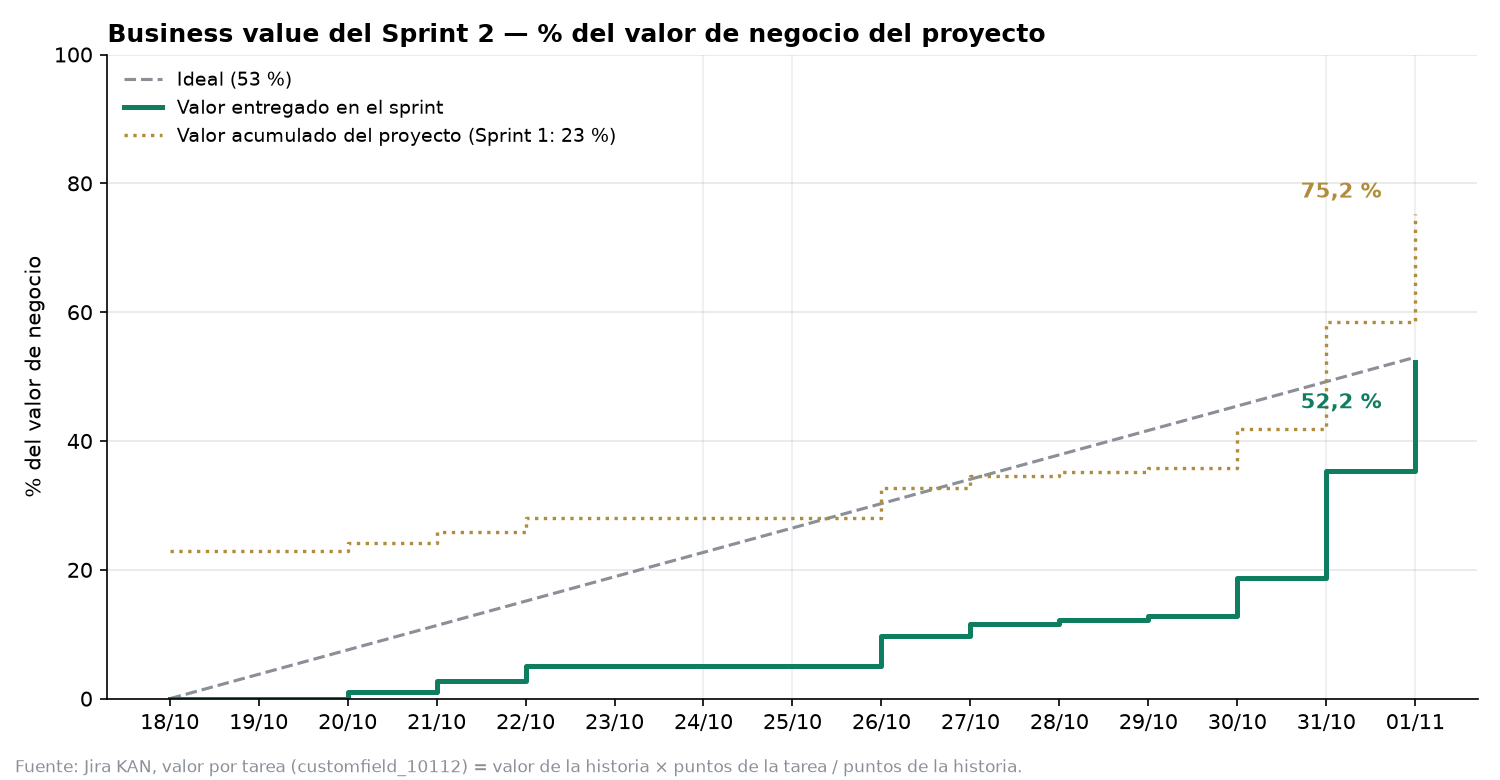 Business value del Sprint 2 — % del valor de negocio del proyecto
Ideal (53 %)
Valor entregado en el sprint
Valor acumulado del proyecto (Sprint 1: 23 %)
% del valor de negocio
100
80
60
40
20
0
75,2 %
52,2 %
18/10 19/10 20/10 21/10 22/10 23/10 24/10 25/10 26/10 27/10 28/10 29/10 30/10 31/10 01/11
Fuente: Jira KAN, valor por tarea (customfield_10112) = valor de la historia × puntos de la tarea / puntos de la historia.